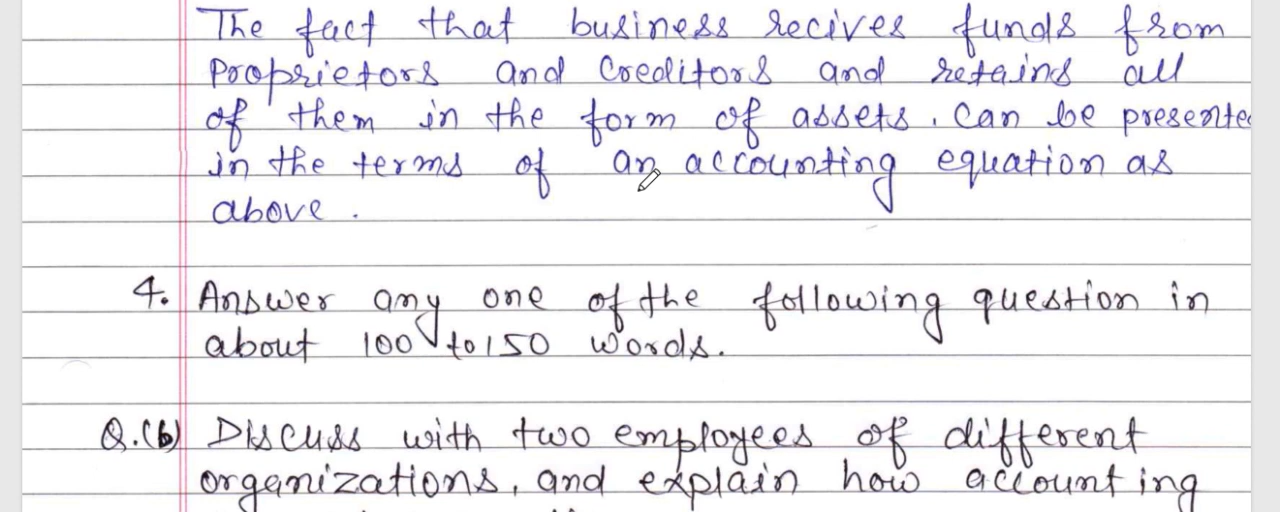 The fact that business recives funds from
Proprietors and Creditors and retains all
of them in the form of assets. Can be presente
in the terms of an accounting equation as
above.
4. Answer any one of the following question in
about 100 to 150 words.
Q.(b) Discuss with two employees of different
organizations, and explain how accounting